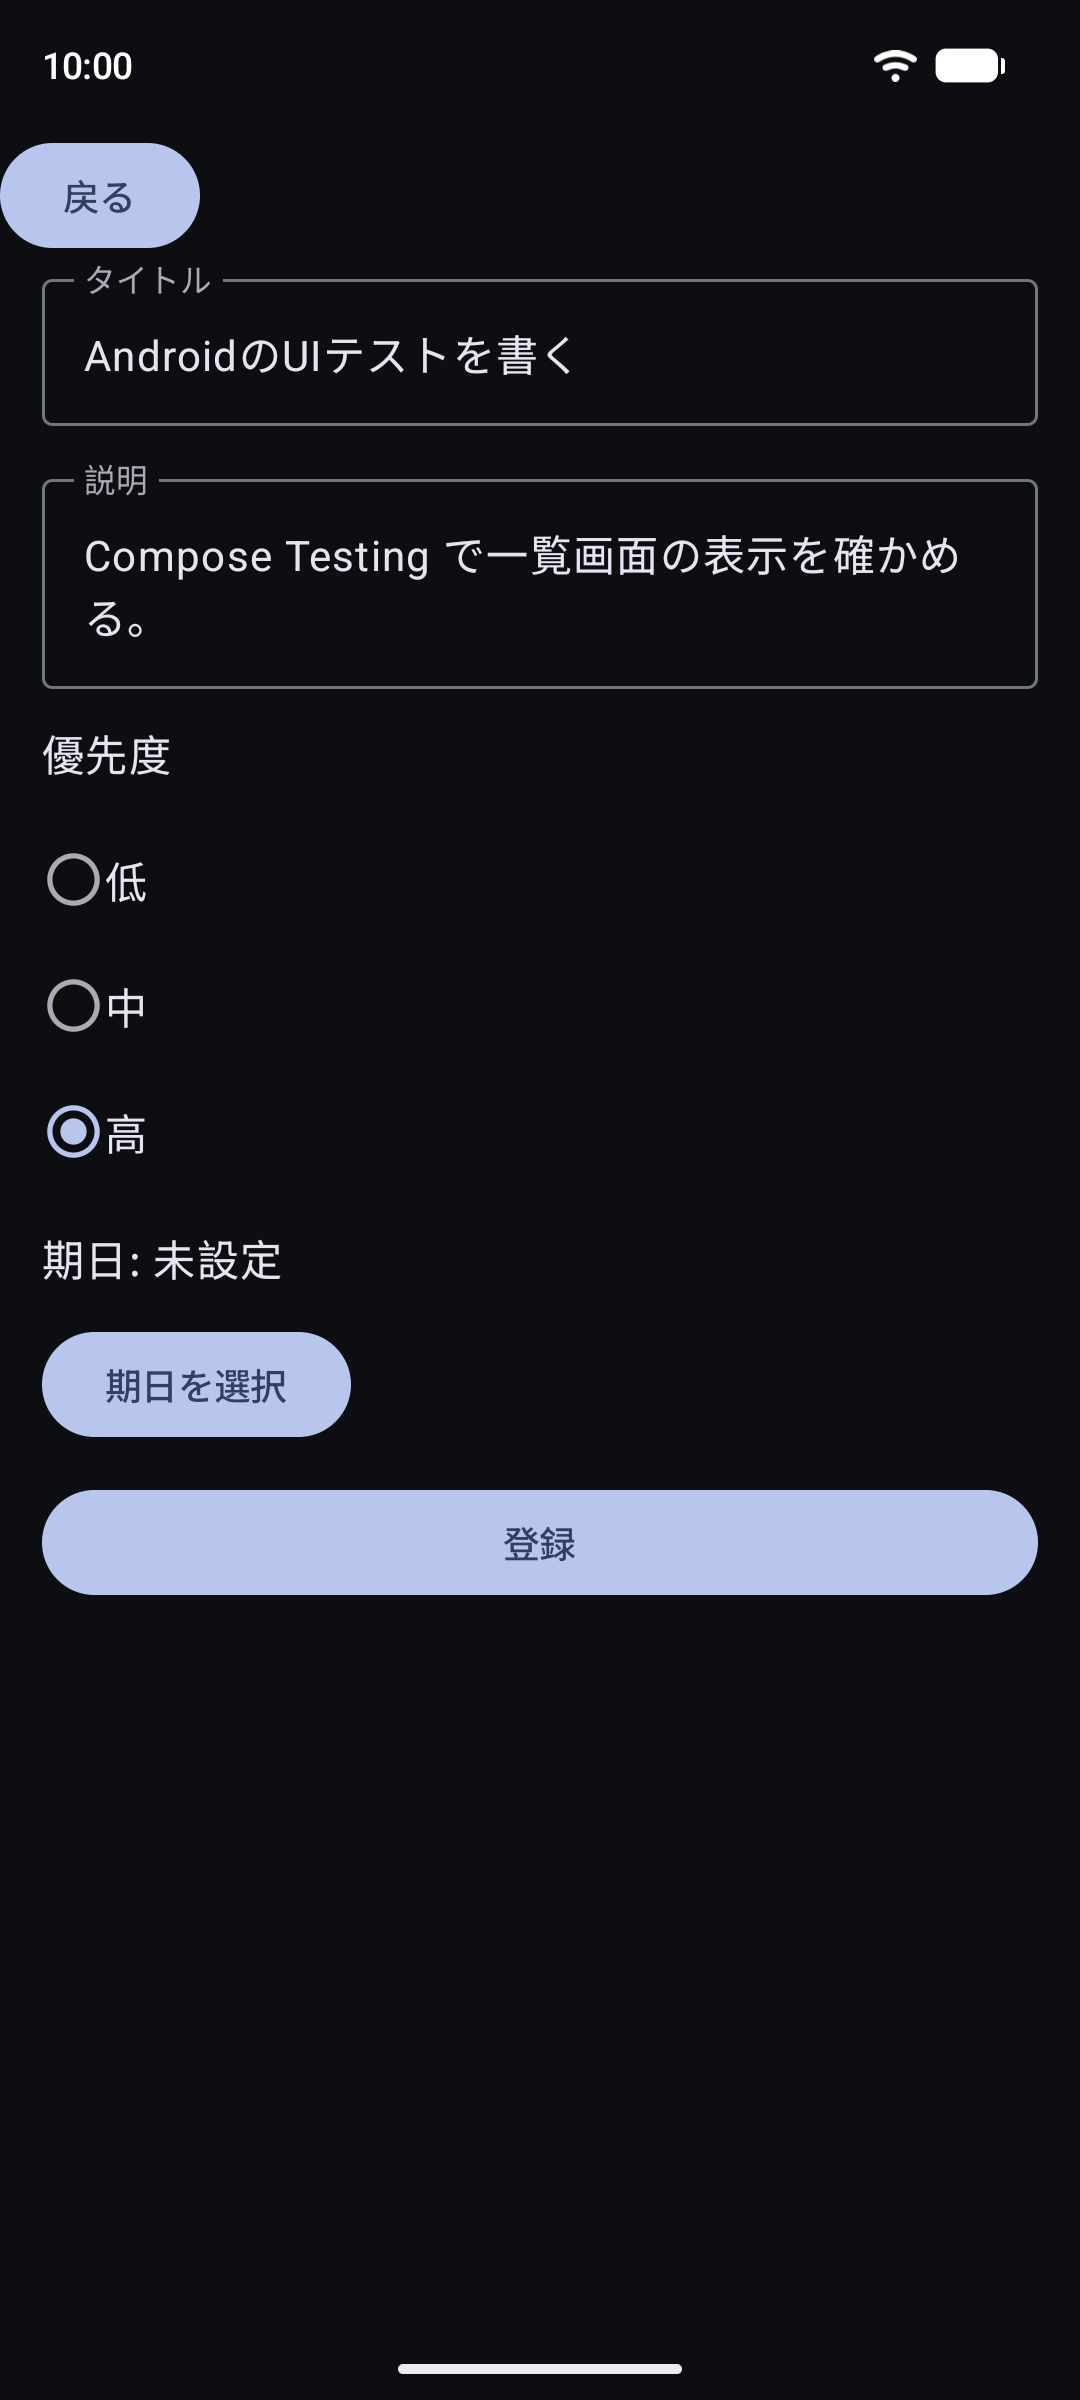 10:00
戻る
タイトル
AndroidのUIテストを書く
説明
Compose Testing で一覧画面の表示を確かめ
る。
優先度
低
中
高
期日: 未設定
期日を選択
登録